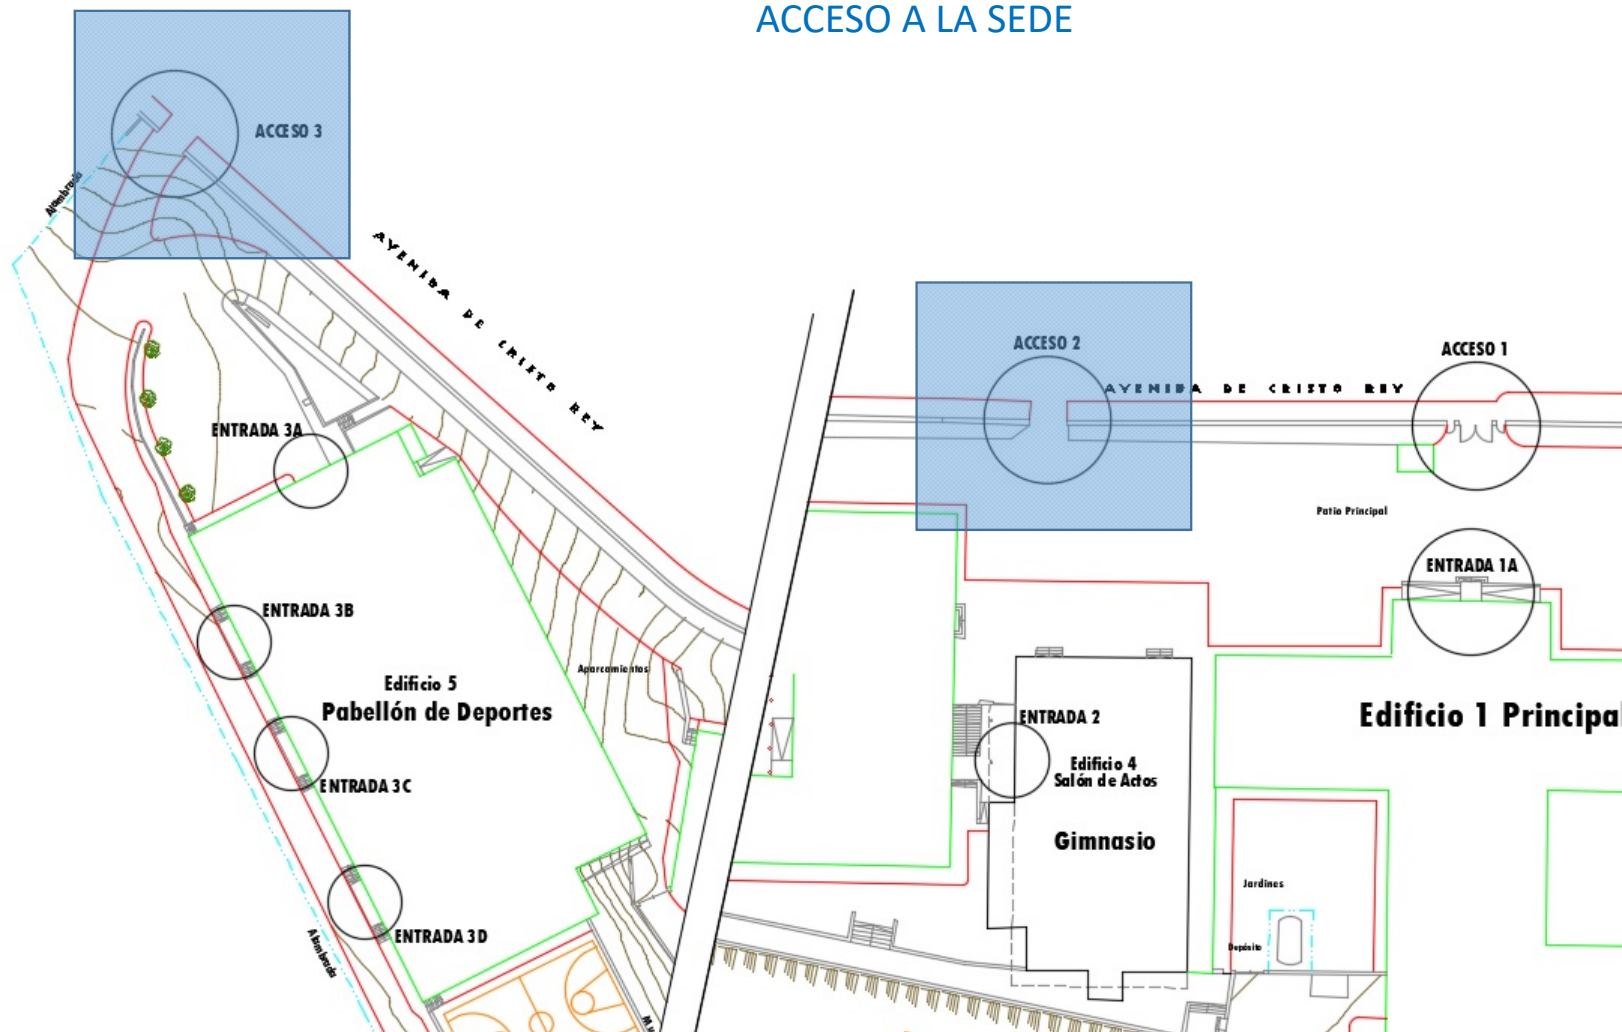 ACCESO A LA SEDE
ACCESO 3
Alambrada
AVENIDA DE CRISTO REY
ACCESO 2
ACCESO 1
AVENIDA DE CRISTO REY
ENTRADA 3A
Patio Principal
ENTRADA 1A
ENTRADA 3B
Aparcamientos
Edificio 5
Pabellón de Deportes
ENTRADA 2
Edificio 1 Principal
Edificio 4
Salón de Actos
ENTRADA 3C
Gimnasio
Jardines
ENTRADA 3D
Depósito
Alambrada